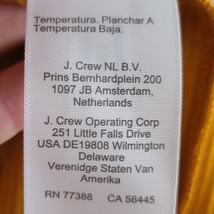 Temperatura. Planchar A
Temperatura Baja.
J. Crew NL B.V.
Prins Bernhardplein 200
1097 JB Amsterdam,
Netherlands
J. Crew Operating Corp
251 Little Falls Drive
USA DE19808 Wilmington
Delaware
Verenidge Staten Van
Amerika
RN 77388 CA 56445